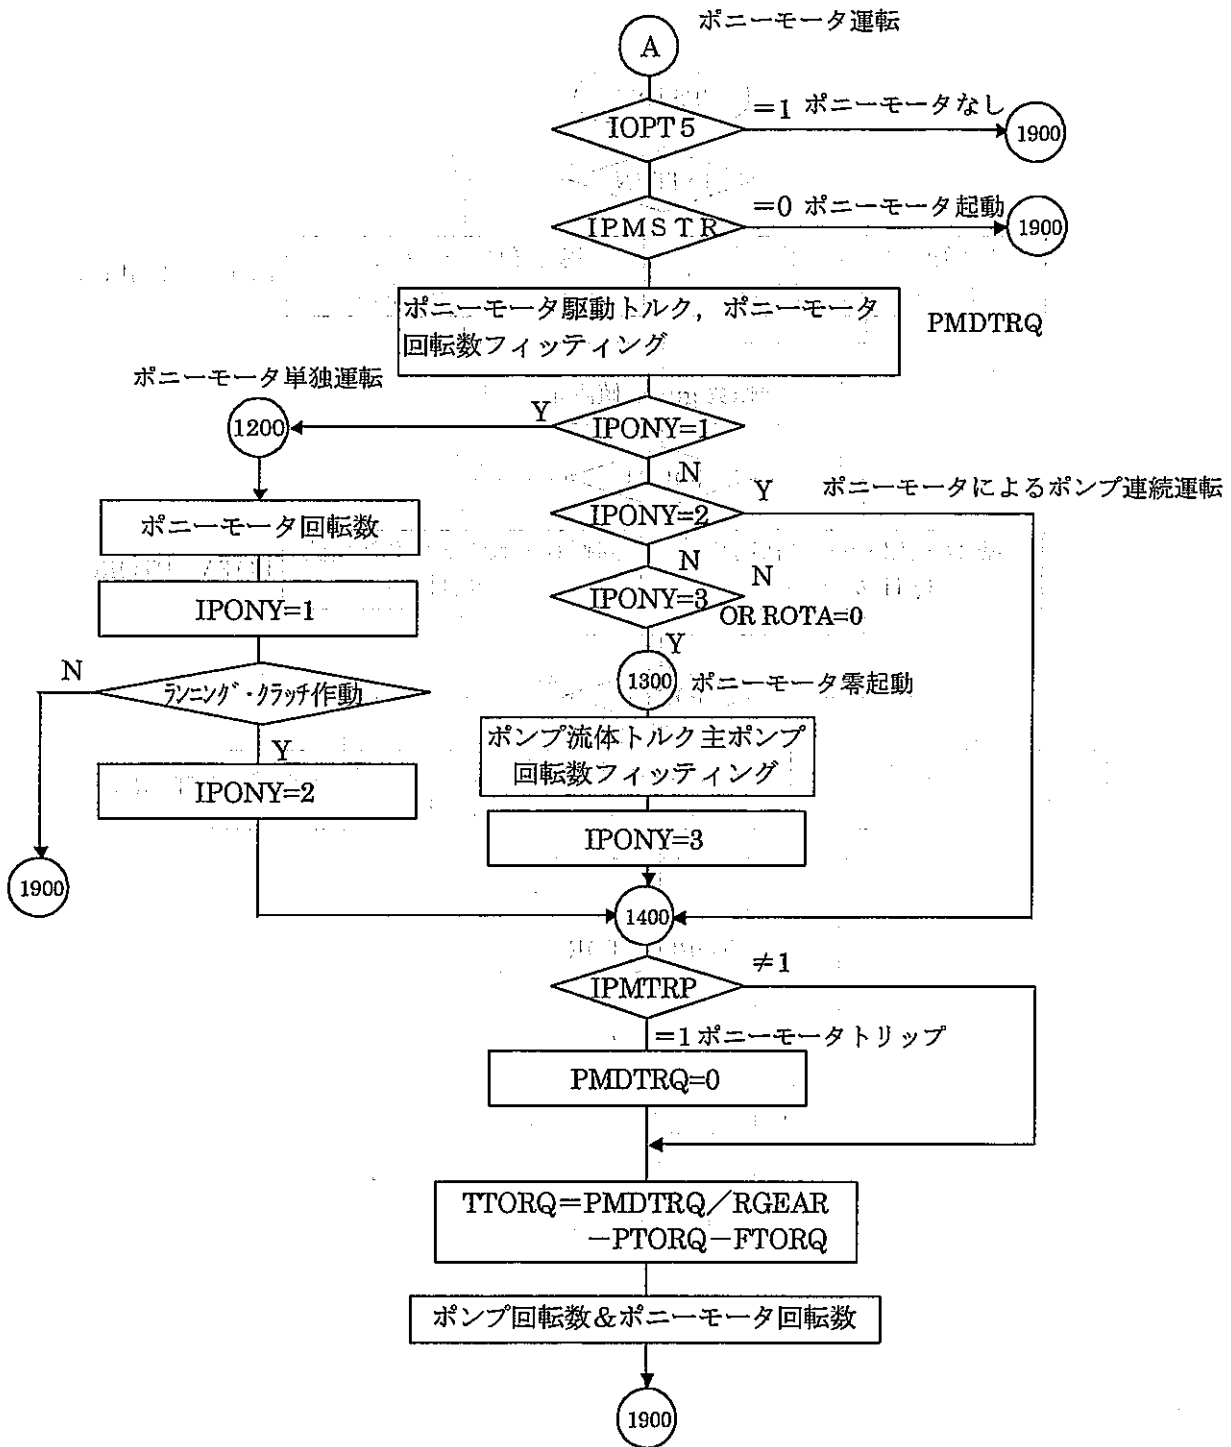 ポニーモータ運転
A
IOPT５
=1 ポニーモータなし
1900
IPMＳＴＲ
=0 ポニーモータ起動
1900
ポニーモータ駆動トルク，ポニーモータ
回転数フィッティング
PMDTRQ
ポニーモータ単独運転
1200
Y
IPONY=1
N
ポニーモータ回転数
IPONY=2
Y
ポニーモータによるポンプ連続運転
N
IPONY=1
IPONY=3
N
OR ROTA=0
Y
N
ﾗﾝﾆﾝｸﾞ･ｸﾗｯﾁ作動
1300
ポニーモータ零起動
Y
ポンプ流体トルク主ポンプ
回転数フィッティング
IPONY=2
IPONY=3
1900
1400
IPMTRP
≠1
=1ポニーモータトリップ
PMDTRQ=0
TTORQ＝PMDTRQ／RGEAR
－PTORQ－FTORQ
ポンプ回転数＆ポニーモータ回転数
1900